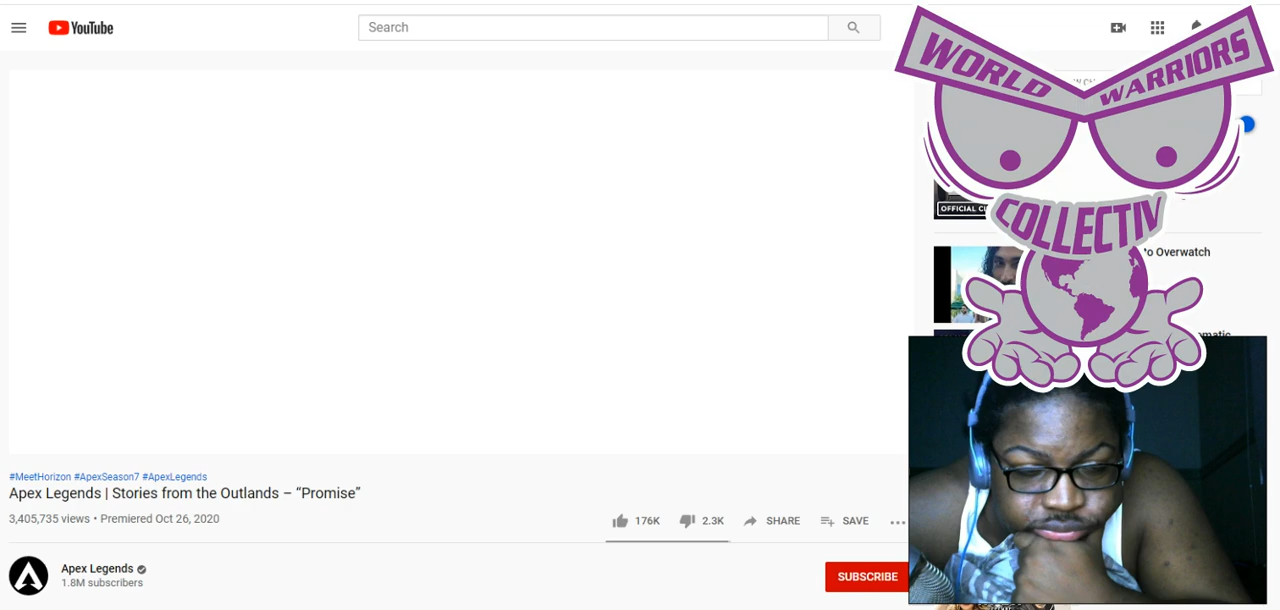 YouTube
Search
WORLD WARRIORS
COLLECTIV
OFFICIAL
to Overwatch
#MeetHorizon #ApexSeason7 #ApexLegends
Apex Legends | Stories from the Outlands – “Promise”
3,405,735 views • Premiered Oct 26, 2020
176K 2.3K SHARE SAVE
Apex Legends
1.8M subscribers
SUBSCRIBE